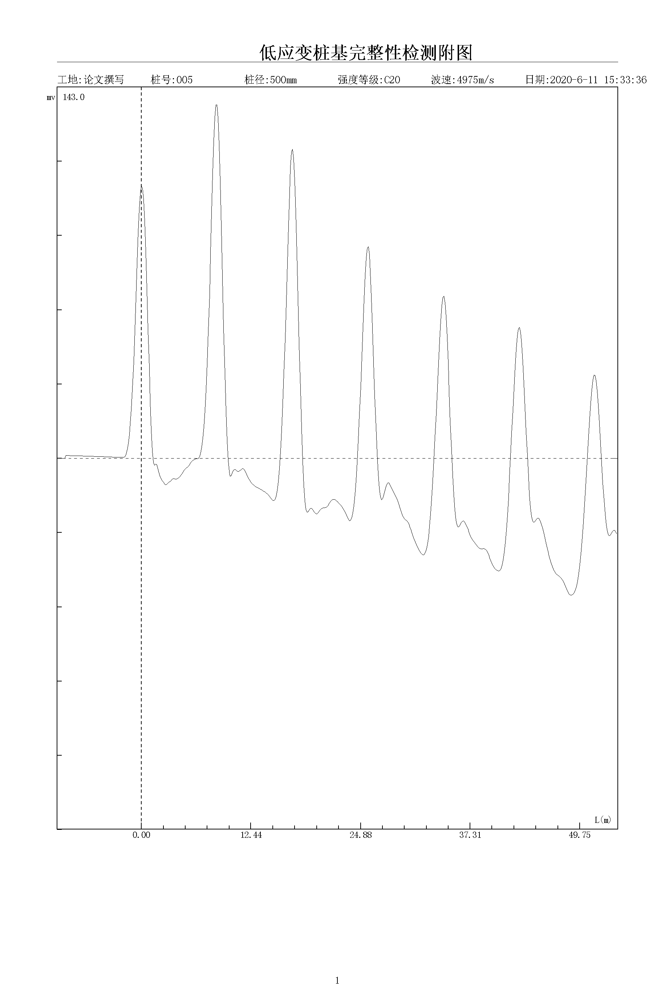 低应变桩基完整性检测附图
工地:论文撰写 桩号:005 桩径:500mm 强度等级:C20 波速:4975m/s 日期:2020-6-11 15:33:36
mv 143.0
L(m)
0.00 12.44 24.88 37.31 49.75
1